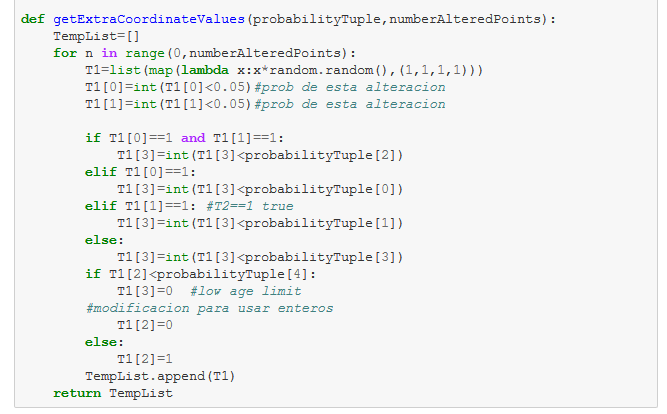 def getExtraCoordinateValues(probabilityTuple,numberAlteredPoints):
    TempList=[]
    for n in range(0,numberAlteredPoints):
        T1=list(map(lambda x:x*random.random(),(1,1,1,1)))
        T1[0]=int(T1[0]<0.05)#prob de esta alteracion
        T1[1]=int(T1[1]<0.05)#prob de esta alteracion

        if T1[0]==1 and T1[1]==1:
            T1[3]=int(T1[3]<probabilityTuple[2])
        elif T1[0]==1:
            T1[3]=int(T1[3]<probabilityTuple[0])
        elif T1[1]==1: #T2==1 true
            T1[3]=int(T1[3]<probabilityTuple[1])
        else:
            T1[3]=int(T1[3]<probabilityTuple[3])
        if T1[2]<probabilityTuple[4]:
            T1[3]=0  #low age limit
        #modificacion para usar enteros
            T1[2]=0
        else:
            T1[2]=1
        TempList.append(T1)
    return TempList